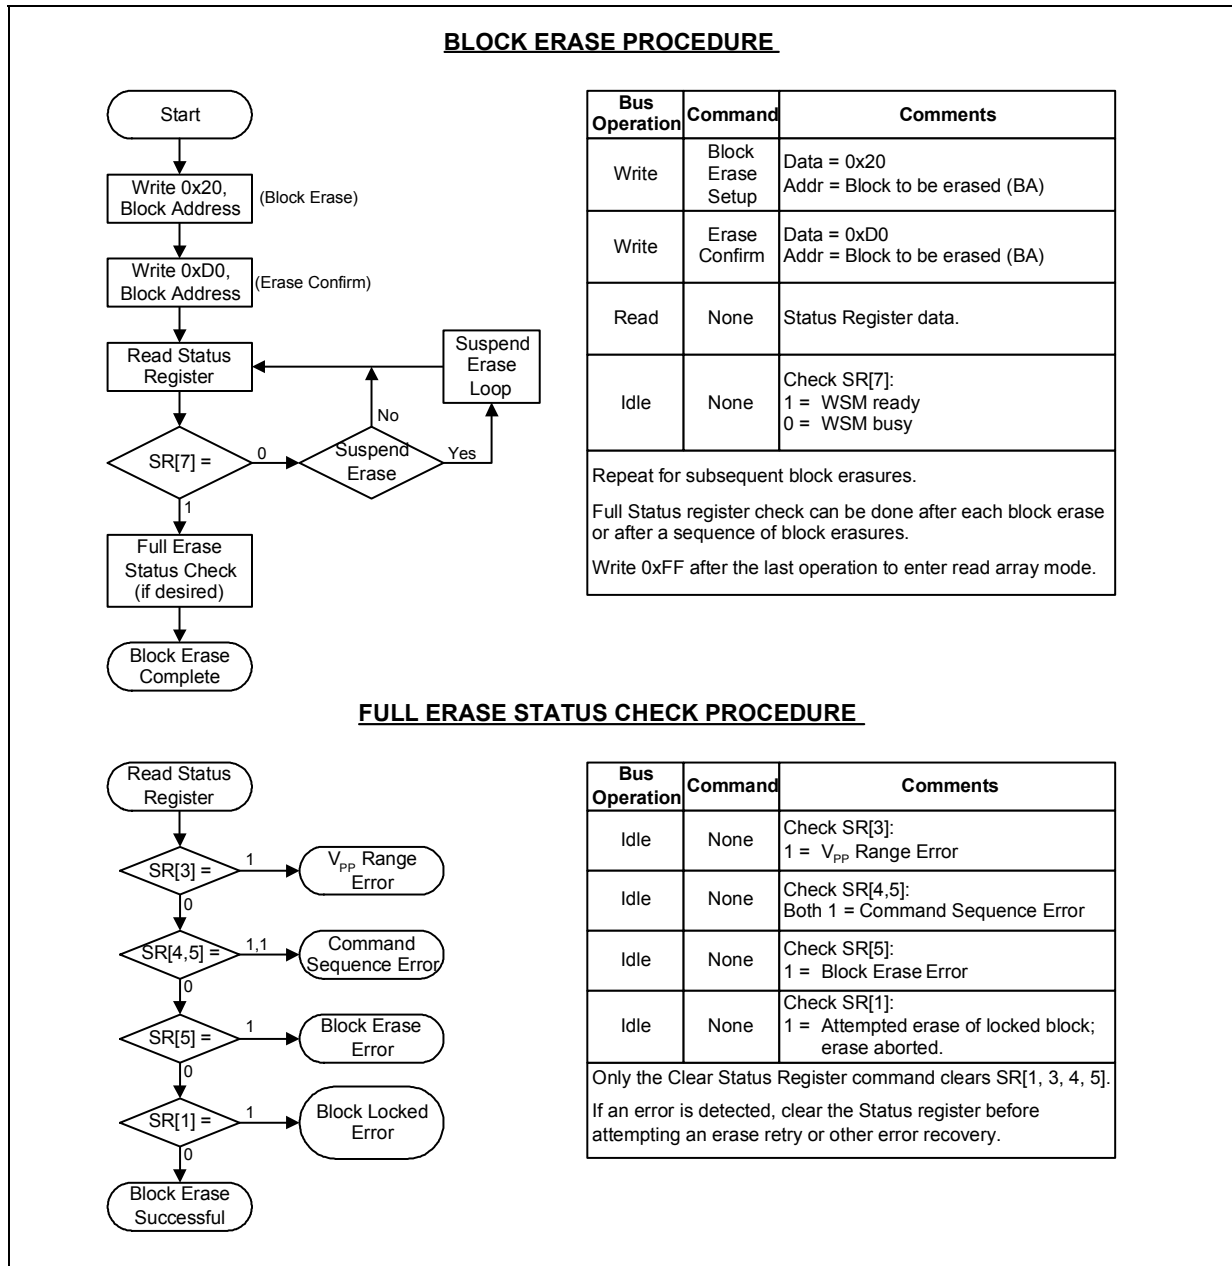 BLOCK ERASE PROCEDURE
Start
Write 0x20,
Block Address
(Block Erase)
Write 0xD0,
Block Address
(Erase Confirm)
Read Status
Register
Suspend
Erase
Loop
No
SR[7] =
0
Suspend
Erase
Yes
1
Full Erase
Status Check
(if desired)
Block Erase
Complete
Bus
Operation
Command
Comments
Write
Block
Erase
Setup
Data = 0x20
Addr = Block to be erased (BA)
Write
Erase
Confirm
Data = 0xD0
Addr = Block to be erased (BA)
Read
None
Status Register data.
Idle
None
Check SR[7]:
1 = WSM ready
0 = WSM busy
Repeat for subsequent block erasures.
Full Status register check can be done after each block erase
or after a sequence of block erasures.
Write 0xFF after the last operation to enter read array mode.
FULL ERASE STATUS CHECK PROCEDURE
Read Status
Register
SR[3] =
1
VPP Range
Error
0
SR[4,5] =
1,1
Command
Sequence Error
0
SR[5] =
1
Block Erase
Error
0
SR[1] =
1
Block Locked
Error
0
Block Erase
Successful
Bus
Operation
Command
Comments
Idle
None
Check SR[3]:
1 = VPP Range Error
Idle
None
Check SR[4,5]:
Both 1 = Command Sequence Error
Idle
None
Check SR[5]:
1 = Block Erase Error
Idle
None
Check SR[1]:
1 = Attempted erase of locked block;
erase aborted.
Only the Clear Status Register command clears SR[1, 3, 4, 5].
If an error is detected, clear the Status register before
attempting an erase retry or other error recovery.